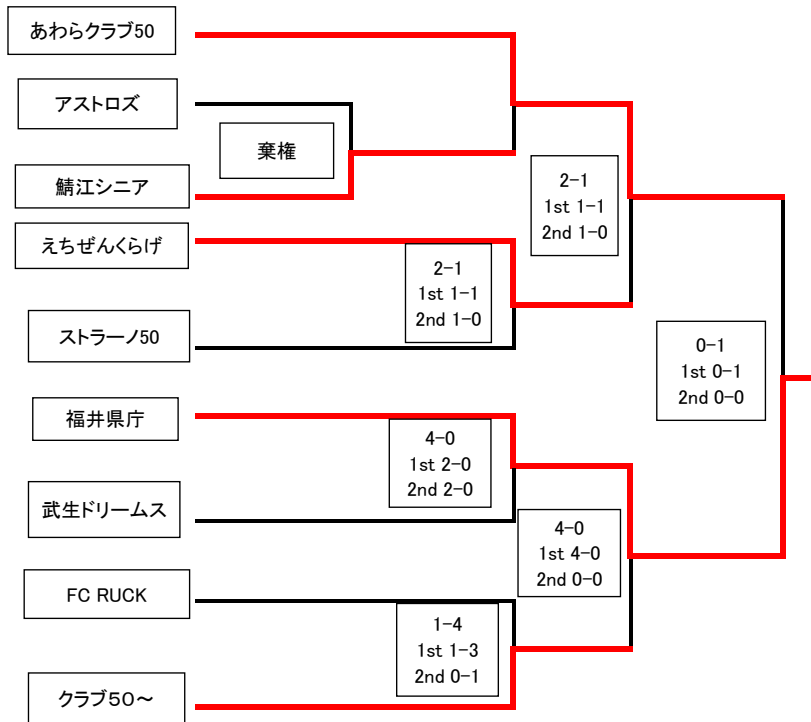 あわらクラブ50
アストロズ
棄権
鯖江シニア
2-1
1st 1-1
2nd 1-0
えちぜんくらげ
2-1
1st 1-1
2nd 1-0
ストラーノ50
0-1
1st 0-1
2nd 0-0
福井県庁
4-0
1st 2-0
2nd 2-0
武生ドリームス
4-0
1st 4-0
2nd 0-0
FC RUCK
1-4
1st 1-3
2nd 0-1
クラブ50～